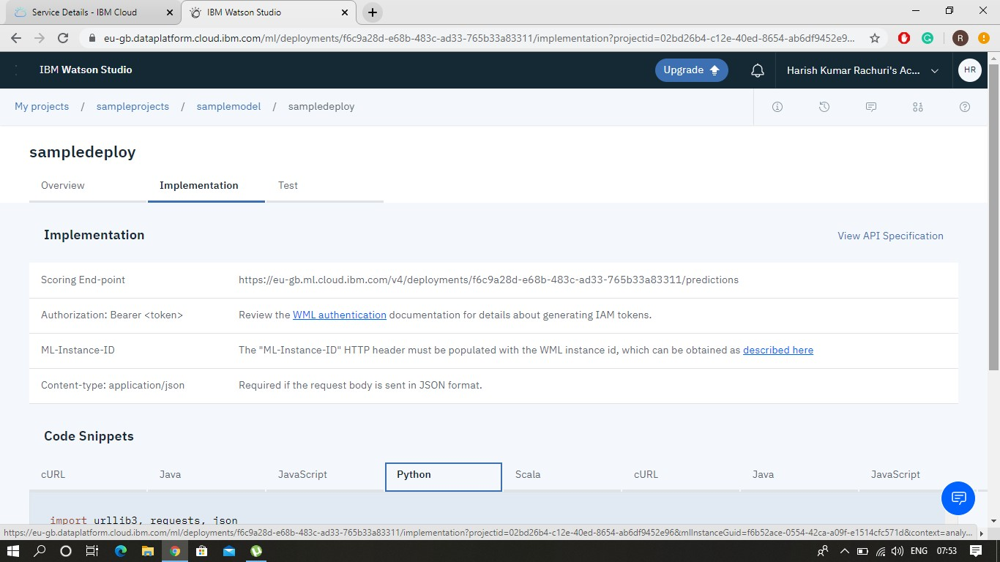 Service Details - IBM Cloud
IBM Watson Studio
eu-gb.dataplatform.cloud.ibm.com/ml/deployments/f6c9a28d-e68b-483c-ad33-765b33a83311/implementation?projectid=02bd26b4-c12e-40ed-8654-ab6df9452e9...
R
IBM Watson Studio
Upgrade
Harish Kumar Rachuri's Ac...
HR
My projects / sampleprojects / samplemodel / sampledeploy
sampledeploy
Overview
Implementation
Test
Implementation
View API Specification
Scoring End-point
https://eu-gb.ml.cloud.ibm.com/v4/deployments/f6c9a28d-e68b-483c-ad33-765b33a83311/predictions
Authorization: Bearer <token>
Review the WML authentication documentation for details about generating IAM tokens.
ML-Instance-ID
The "ML-Instance-ID" HTTP header must be populated with the WML instance id, which can be obtained as described here
Content-type: application/json
Required if the request body is sent in JSON format.
Code Snippets
cURL
Java
JavaScript
Python
Scala
cURL
Java
JavaScript
import urllib3, requests, json
https://eu-gb.dataplatform.cloud.ibm.com/ml/deployments/f6c9a28d-e68b-483c-ad33-765b33a83311/implementation?projectid=02bd26b4-c12e-40ed-8654-ab6df9452e96&mlInstanceGuid=f6b52ace-0554-42ca-a09f-e1514cfc571d&context=analy...
ENG
07:53